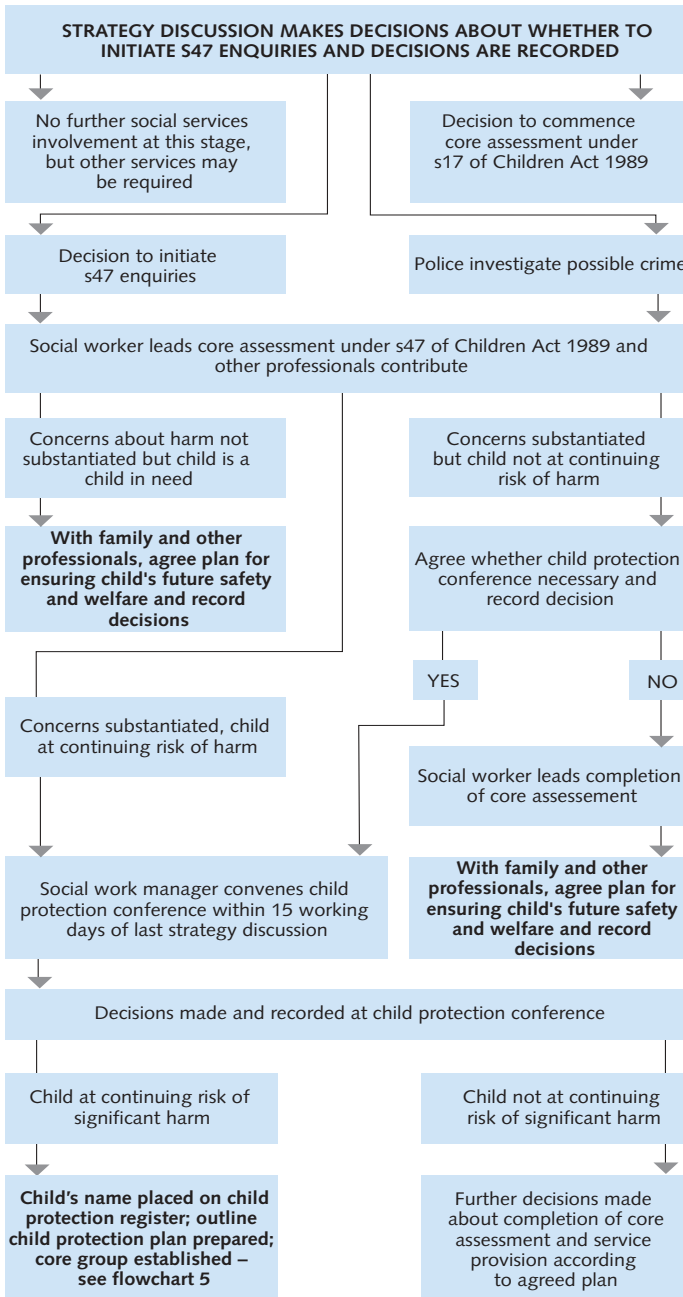 STRATEGY DISCUSSION MAKES DECISIONS ABOUT WHETHER TO
INITIATE S47 ENQUIRIES AND DECISIONS ARE RECORDED
No further social services
involvement at this stage,
but other services may
be required
Decision to commence
core assessment under
s17 of Children Act 1989
Decision to initiate
s47 enquiries
Police investigate possible crime
Social worker leads core assessment under s47 of Children Act 1989 and
other professionals contribute
Concerns about harm not
substantiated but child is a
child in need
Concerns substantiated
but child not at continuing
risk of harm
With family and other
professionals, agree plan for
ensuring child's future safety
and welfare and record
decisions
Agree whether child protection
conference necessary and
record decision
YES
NO
Concerns substantiated, child
at continuing risk of harm
Social worker leads completion
of core assessement
Social work manager convenes child
protection conference within 15 working
days of last strategy discussion
With family and other
professionals, agree plan for
ensuring child's future safety
and welfare and record
decisions
Decisions made and recorded at child protection conference
Child at continuing risk of
significant harm
Child not at continuing
risk of significant harm
Child’s name placed on child
protection register; outline
child protection plan prepared;
core group established –
see flowchart 5
Further decisions made
about completion of core
assessment and service
provision according
to agreed plan